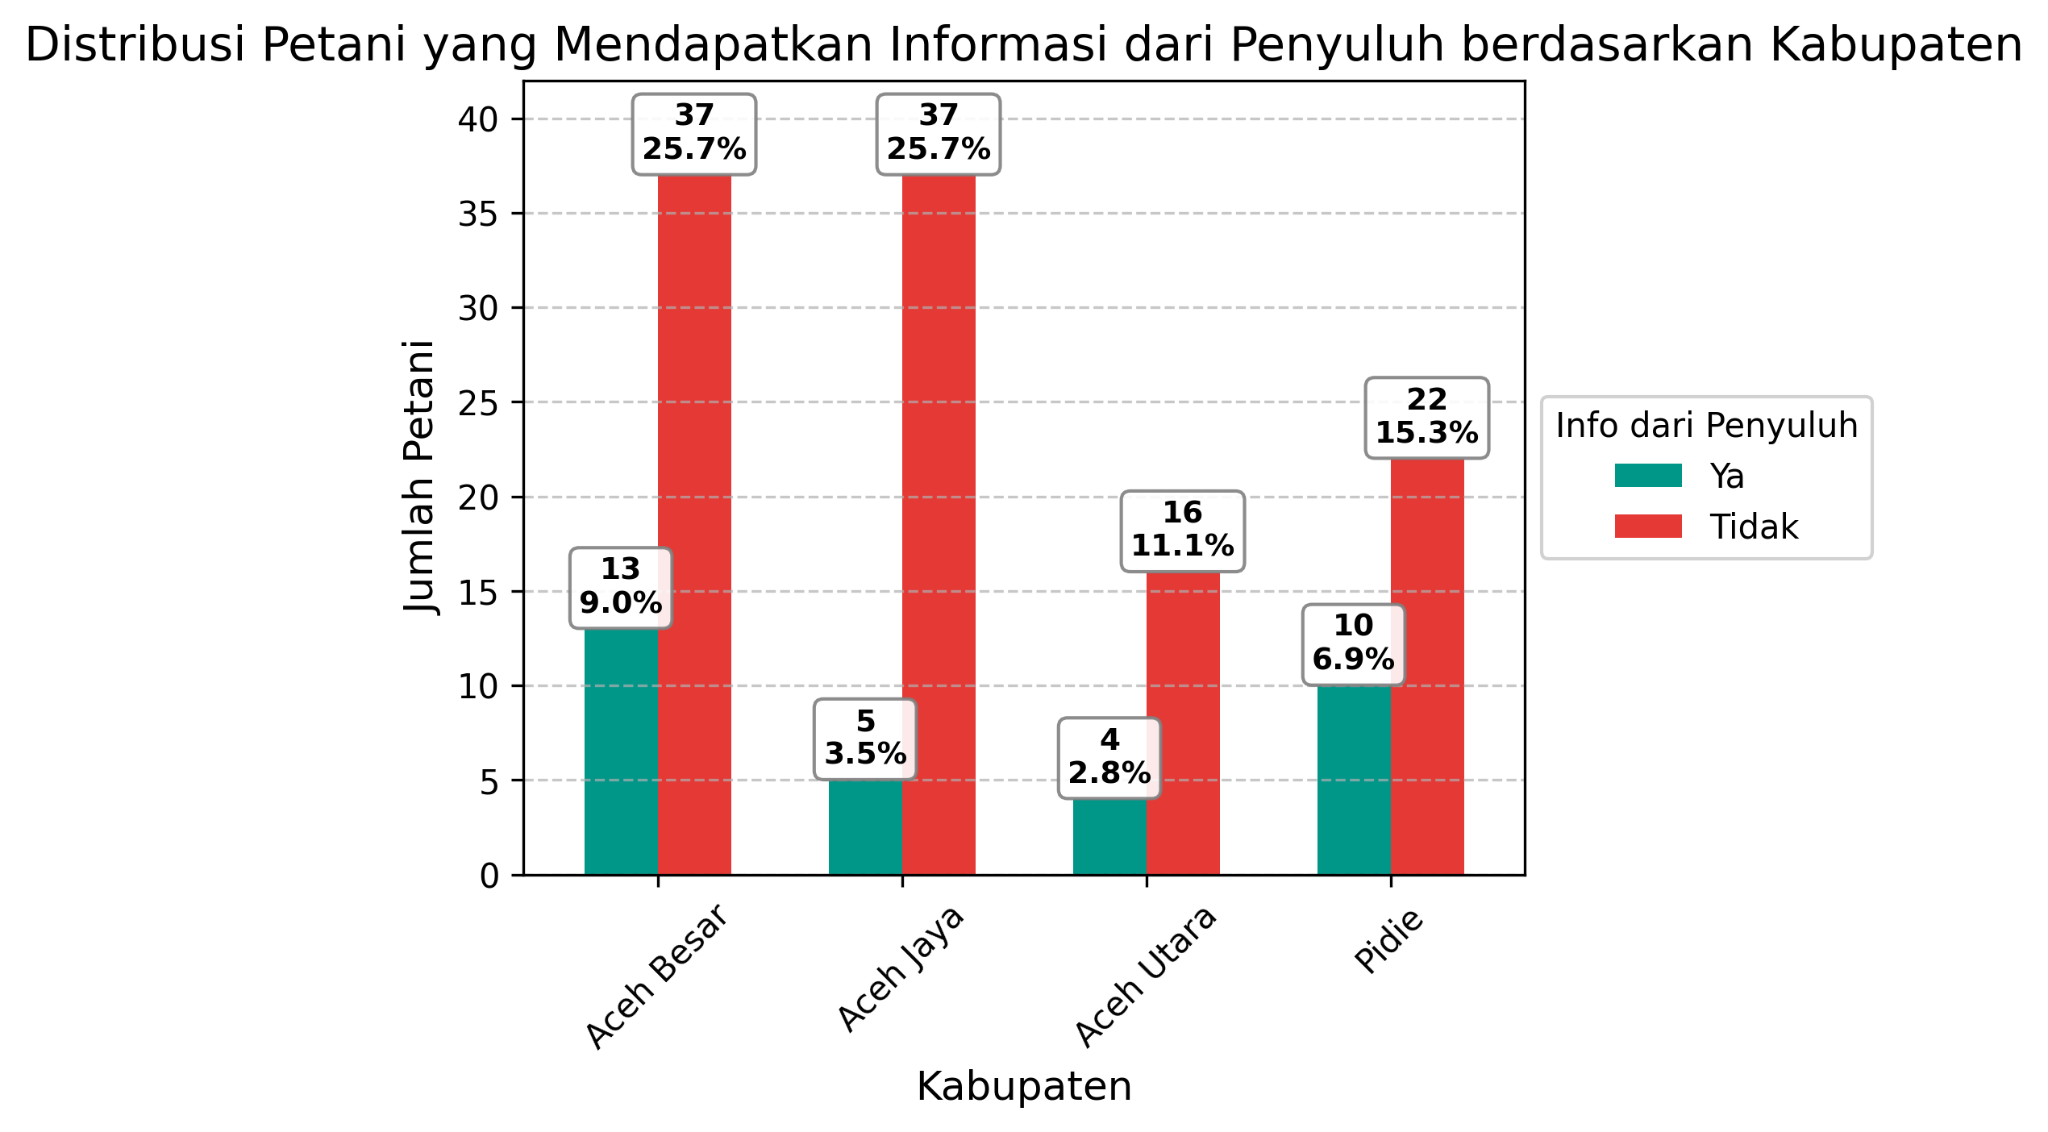 Distribusi Petani yang Mendapatkan Informasi dari Penyuluh berdasarkan Kabupaten
Jumlah Petani
40
35
30
25
20
15
10
5
0
13
9.0%
37
25.7%
5
3.5%
37
25.7%
4
2.8%
16
11.1%
10
6.9%
22
15.3%
Info dari Penyuluh
Ya
Tidak
Aceh Besar
Aceh Jaya
Aceh Utara
Pidie
Kabupaten